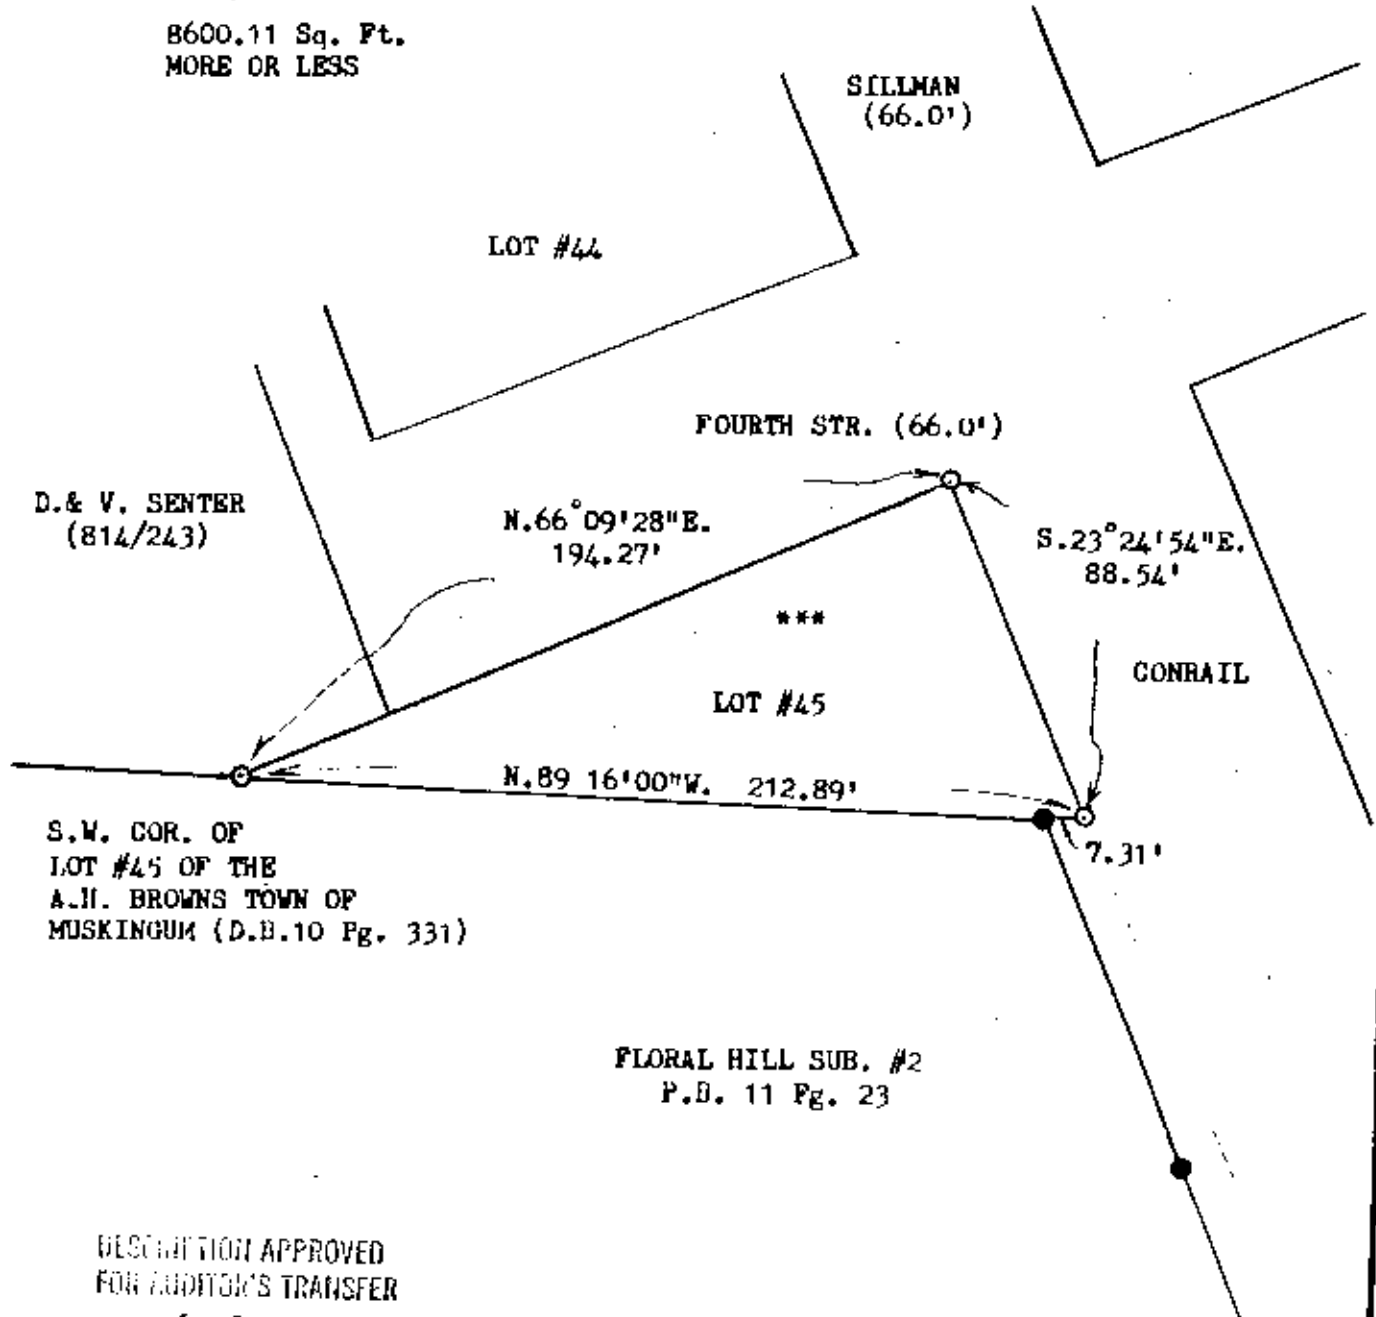 8600.11 Sq. Ft.
MORE OR LESS
SILLMAN
(66.0')
LOT #44
FOURTH STR. (66.0')
D.& V. SENTER
(814/243)
N.66°09'28"E.
194.27'
S.23°24'54"E.
88.54'
***
CONRAIL
LOT #45
N.89 16'00"W. 212.89'
7.31'
S.W. COR. OF
LOT #45 OF THE
A.H. BROWNS TOWN OF
MUSKINGUM (D.B.10 Pg. 331)
FLORAL HILL SUB. #2
P.B. 11 Pg. 23
DESCRIPTION APPROVED
FOR AUDITOR'S TRANSFER